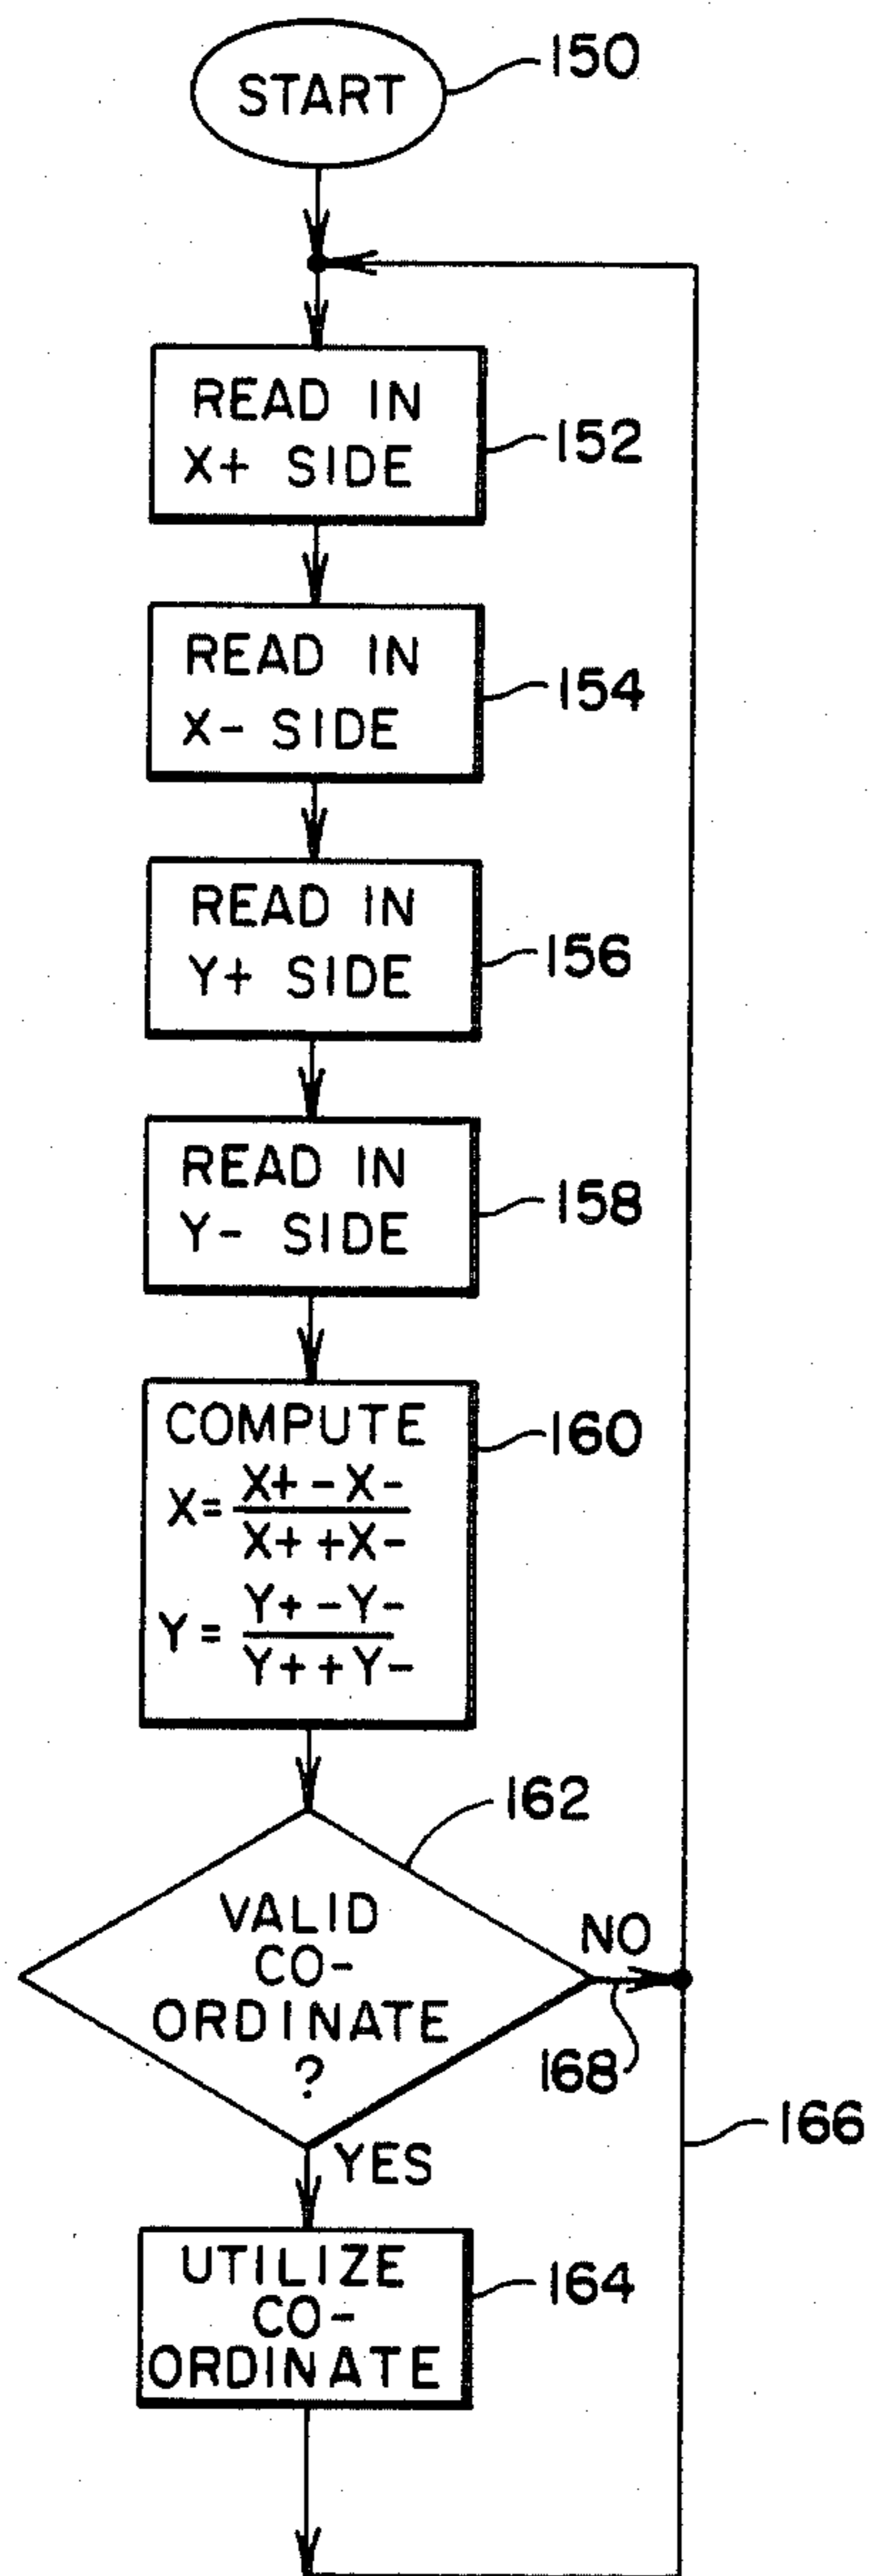 START
150
READ IN
X+ SIDE
152
READ IN
X- SIDE
154
READ IN
Y+ SIDE
156
READ IN
Y- SIDE
158
COMPUTE
160
X= X+ - X-
X+ +X-
Y= Y+ -Y-
Y+ +Y-
162
VALID
CO-
ORDINATE
?
NO
168
166
YES
UTILIZE
CO-
ORDINATE
164